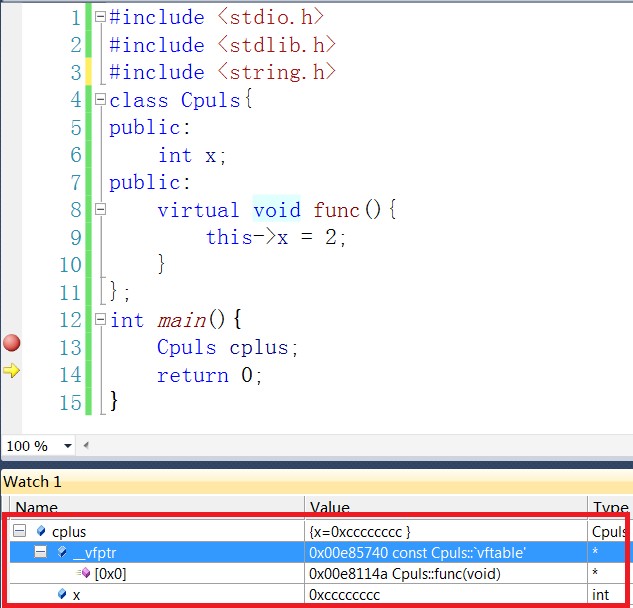 1 #include <stdio.h>
2 #include <stdlib.h>
3 #include <string.h>
4 class Cpuls{
5 public:
6 int x;
7 public:
8 virtual void func(){
9 this->x = 2;
10 }
11 };
12 int main(){
13 Cpuls cplus;
14 return 0;
15 }
100 %
Watch 1
Name Value Type
cplus {x=0xcccccccc } Cpuls
__vfptr 0x00e85740 const Cpuls::`vftable' *
[0x0] 0x00e8114a Cpuls::func(void) *
x 0xcccccccc int